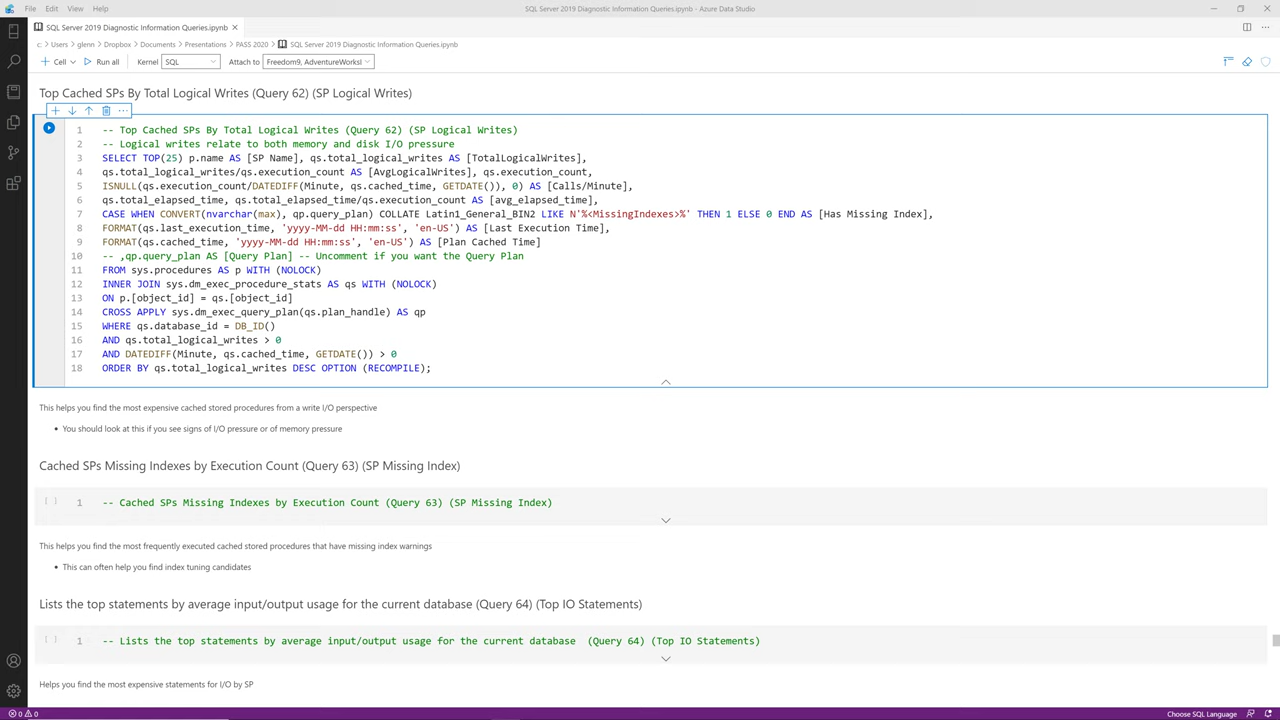 File Edit View Help
SQL Server 2019 Diagnostic Information Queries.ipynb - Azure Data Studio
SQL Server 2019 Diagnostic Information Queries.ipynb
c: > Users > glenn > Dropbox > Documents > Presentations > PASS 2020 > SQL Server 2019 Diagnostic Information Queries.ipynb
Cell Run all Kernel SQL Attach to Freedom9, AdventureWorksI
Top Cached SPs By Total Logical Writes (Query 62) (SP Logical Writes)
1 -- Top Cached SPs By Total Logical Writes (Query 62) (SP Logical Writes)
2 -- Logical writes relate to both memory and disk I/O pressure
3 SELECT TOP(25) p.name AS [SP Name], qs.total_logical_writes AS [TotalLogicalWrites],
4 qs.total_logical_writes/qs.execution_count AS [AvgLogicalWrites], qs.execution_count,
5 ISNULL(qs.execution_count/DATEDIFF(Minute, qs.cached_time, GETDATE()), 0) AS [Calls/Minute],
6 qs.total_elapsed_time, qs.total_elapsed_time/qs.execution_count AS [avg_elapsed_time],
7 CASE WHEN CONVERT(nvarchar(max), qp.query_plan) COLLATE Latin1_General_BIN2 LIKE N'%<MissingIndexes>%' THEN 1 ELSE 0 END AS [Has Missing Index],
8 FORMAT(qs.last_execution_time, 'yyyy-MM-dd HH:mm:ss', 'en-US') AS [Last Execution Time],
9 FORMAT(qs.cached_time, 'yyyy-MM-dd HH:mm:ss', 'en-US') AS [Plan Cached Time]
10 -- ,qp.query_plan AS [Query Plan] -- Uncomment if you want the Query Plan
11 FROM sys.procedures AS p WITH (NOLOCK)
12 INNER JOIN sys.dm_exec_procedure_stats AS qs WITH (NOLOCK)
13 ON p.[object_id] = qs.[object_id]
14 CROSS APPLY sys.dm_exec_query_plan(qs.plan_handle) AS qp
15 WHERE qs.database_id = DB_ID()
16 AND qs.total_logical_writes > 0
17 AND DATEDIFF(Minute, qs.cached_time, GETDATE()) > 0
18 ORDER BY qs.total_logical_writes DESC OPTION (RECOMPILE);
This helps you find the most expensive cached stored procedures from a write I/O perspective
• You should look at this if you see signs of I/O pressure or of memory pressure
Cached SPs Missing Indexes by Execution Count (Query 63) (SP Missing Index)
[ ] 1 -- Cached SPs Missing Indexes by Execution Count (Query 63) (SP Missing Index)
This helps you find the most frequently executed cached stored procedures that have missing index warnings
• This can often help you find index tuning candidates
Lists the top statements by average input/output usage for the current database (Query 64) (Top IO Statements)
[ ] 1 -- Lists the top statements by average input/output usage for the current database  (Query 64) (Top IO Statements)
Helps you find the most expensive statements for I/O by SP
0 0 Choose SQL Language